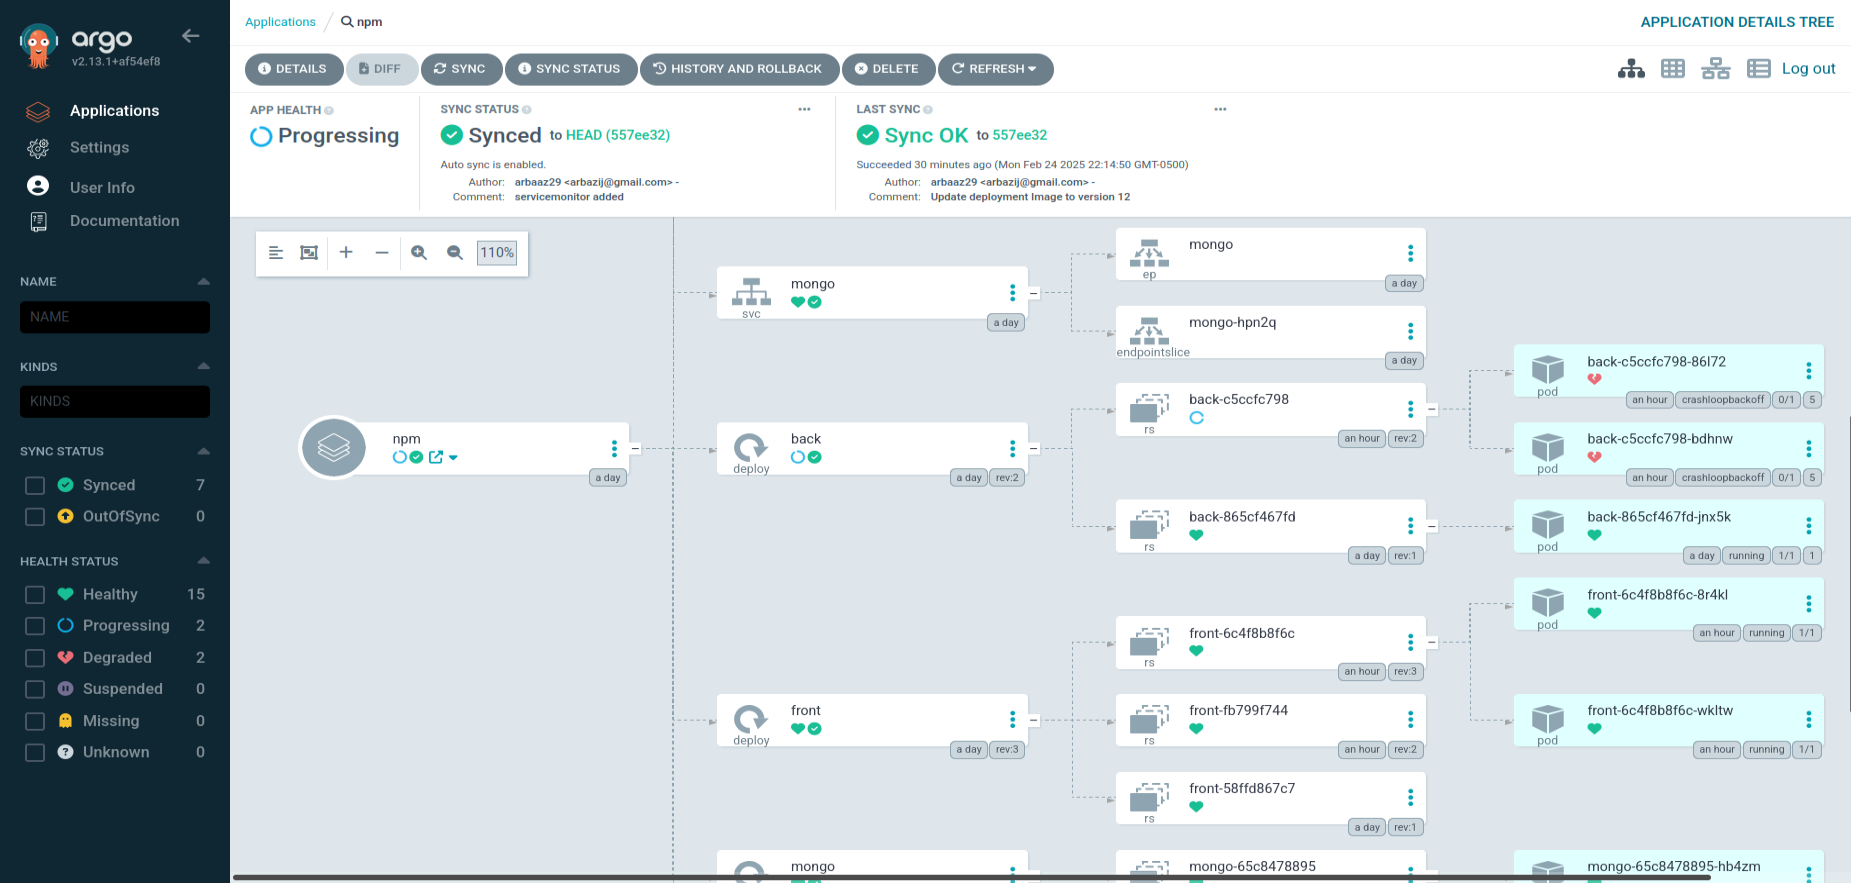 argo
v2.13.1+af54ef8
Applications
Settings
User Info
Documentation
NAME
NAME
KINDS
KINDS
SYNC STATUS
Synced 7
OutOfSync 0
HEALTH STATUS
Healthy 15
Progressing 2
Degraded 2
Suspended 0
Missing 0
Unknown 0
Applications / npm
APPLICATION DETAILS TREE
DETAILS DIFF SYNC SYNC STATUS HISTORY AND ROLLBACK DELETE REFRESH
Log out
APP HEALTH
Progressing
SYNC STATUS
Synced to HEAD (557ee32)
Auto sync is enabled.
Author: arbaaz29 <arbazij@gmail.com> -
Comment: servicemonitor added
LAST SYNC
Sync OK to 557ee32
Succeeded 30 minutes ago (Mon Feb 24 2025 22:14:50 GMT-0500)
Author: arbaaz29 <arbazij@gmail.com> -
Comment: Update deployment Image to version 12
110%
npm
a day
mongo
svc
a day
back
deploy
a day rev:2
front
deploy
a day rev:3
mongo
mongo
ep
a day
mongo-hpn2q
endpointslice
a day
back-c5ccfc798
rs
an hour rev:2
back-865cf467fd
rs
a day rev:1
front-6c4f8b8f6c
rs
an hour rev:3
front-fb799f744
rs
an hour rev:2
front-58ffd867c7
rs
a day rev:1
mongo-65c8478895
back-c5ccfc798-86l72
pod
an hour crashloopbackoff 0/1 5
back-c5ccfc798-bdhnw
pod
an hour crashloopbackoff 0/1 5
back-865cf467fd-jnx5k
pod
a day running 1/1 1
front-6c4f8b8f6c-8r4kl
pod
an hour running 1/1
front-6c4f8b8f6c-wkltw
pod
an hour running 1/1
mongo-65c8478895-hb4zm